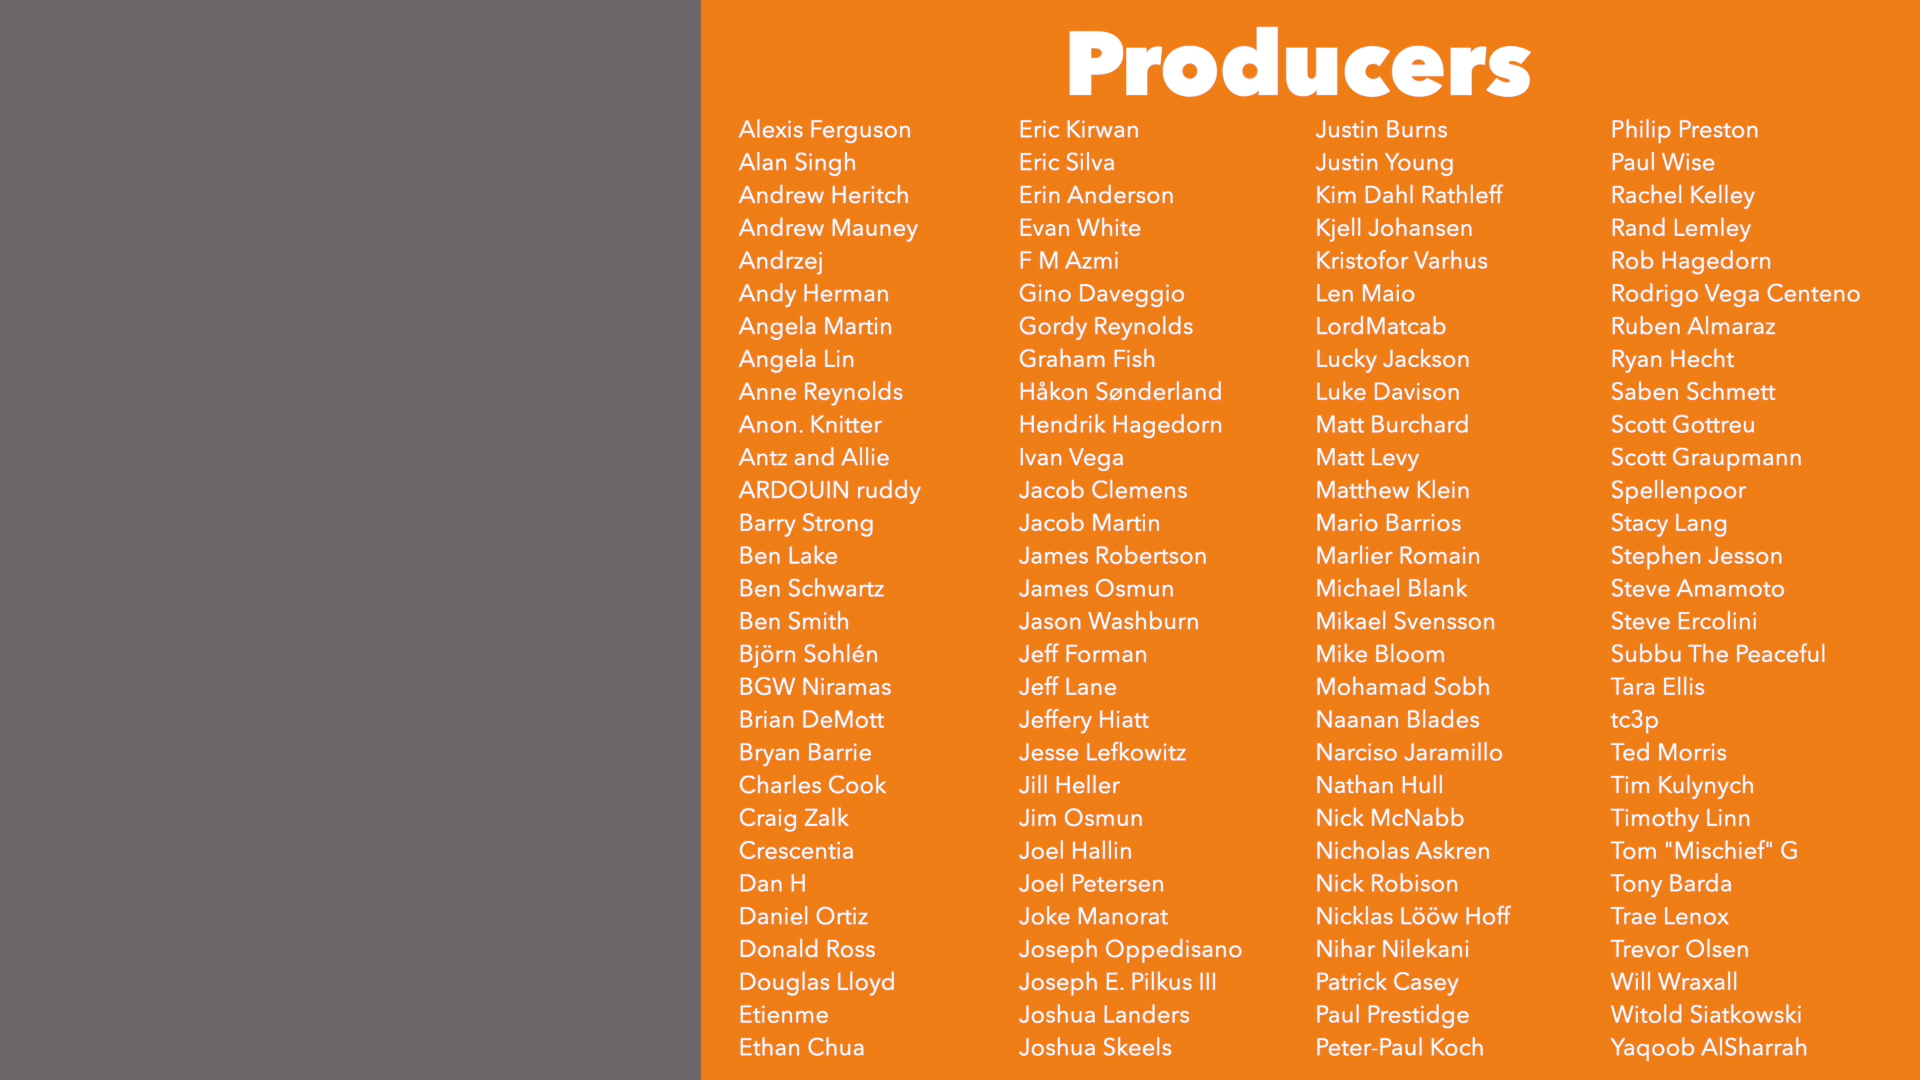 Producers
Alexis Ferguson
Alan Singh
Andrew Heritch
Andrew Mauney
Andrzej
Andy Herman
Angela Martin
Angela Lin
Anne Reynolds
Anon. Knitter
Antz and Allie
ARDOUIN ruddy
Barry Strong
Ben Lake
Ben Schwartz
Ben Smith
Björn Sohlén
BGW Niramas
Brian DeMott
Bryan Barrie
Charles Cook
Craig Zalk
Crescentia
Dan H
Daniel Ortiz
Donald Ross
Douglas Lloyd
Etienme
Ethan Chua
Eric Kirwan
Eric Silva
Erin Anderson
Evan White
F M Azmi
Gino Daveggio
Gordy Reynolds
Graham Fish
Håkon Sønderland
Hendrik Hagedorn
Ivan Vega
Jacob Clemens
Jacob Martin
James Robertson
James Osmun
Jason Washburn
Jeff Forman
Jeff Lane
Jeffery Hiatt
Jesse Lefkowitz
Jill Heller
Jim Osmun
Joel Hallin
Joel Petersen
Joke Manorat
Joseph Oppedisano
Joseph E. Pilkus III
Joshua Landers
Joshua Skeels
Justin Burns
Justin Young
Kim Dahl Rathleff
Kjell Johansen
Kristofor Varhus
Len Maio
LordMatcab
Lucky Jackson
Luke Davison
Matt Burchard
Matt Levy
Matthew Klein
Mario Barrios
Marlier Romain
Michael Blank
Mikael Svensson
Mike Bloom
Mohamad Sobh
Naanan Blades
Narciso Jaramillo
Nathan Hull
Nick McNabb
Nicholas Askren
Nick Robison
Nicklas Lööw Hoff
Nihar Nilekani
Patrick Casey
Paul Prestidge
Peter-Paul Koch
Philip Preston
Paul Wise
Rachel Kelley
Rand Lemley
Rob Hagedorn
Rodrigo Vega Centeno
Ruben Almaraz
Ryan Hecht
Saben Schmett
Scott Gottreu
Scott Graupmann
Spellenpoor
Stacy Lang
Stephen Jesson
Steve Amamoto
Steve Ercolini
Subbu The Peaceful
Tara Ellis
tc3p
Ted Morris
Tim Kulynych
Timothy Linn
Tom "Mischief" G
Tony Barda
Trae Lenox
Trevor Olsen
Will Wraxall
Witold Siatkowski
Yaqoob AlSharrah